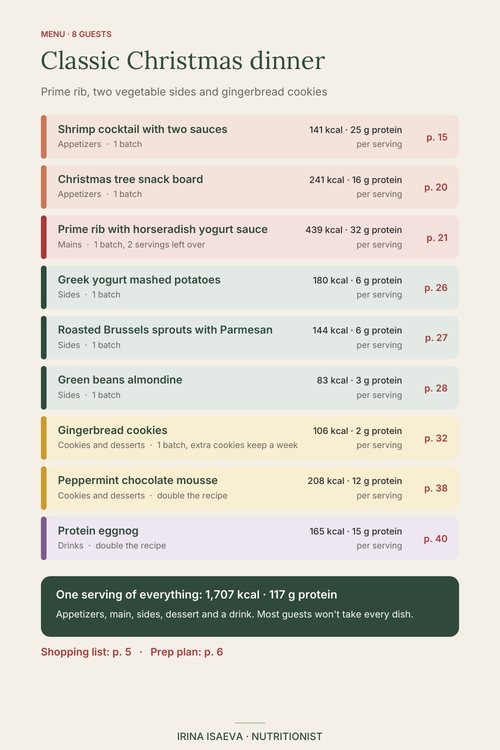 MENU · 8 GUESTS
Classic Christmas dinner
Prime rib, two vegetable sides and gingerbread cookies
Shrimp cocktail with two sauces
141 kcal · 25 g protein
Appetizers · 1 batch
per serving
p. 15
Christmas tree snack board
241 kcal · 16 g protein
Appetizers · 1 batch
per serving
p. 20
Prime rib with horseradish yogurt sauce
439 kcal · 32 g protein
Mains · 1 batch, 2 servings left over
per serving
p. 21
Greek yogurt mashed potatoes
180 kcal · 6 g protein
Sides · 1 batch
per serving
p. 26
Roasted Brussels sprouts with Parmesan
144 kcal · 6 g protein
Sides · 1 batch
per serving
p. 27
Green beans almondine
83 kcal · 3 g protein
Sides · 1 batch
per serving
p. 28
Gingerbread cookies
106 kcal · 2 g protein
Cookies and desserts · 1 batch, extra cookies keep a week
per serving
p. 32
Peppermint chocolate mousse
208 kcal · 12 g protein
Cookies and desserts · double the recipe
per serving
p. 38
Protein eggnog
165 kcal · 15 g protein
Drinks · double the recipe
per serving
p. 40
One serving of everything: 1,707 kcal · 117 g protein
Appetizers, main, sides, dessert and a drink. Most guests won't take every dish.
Shopping list: p. 5 · Prep plan: p. 6
IRINA ISAEVA · NUTRITIONIST